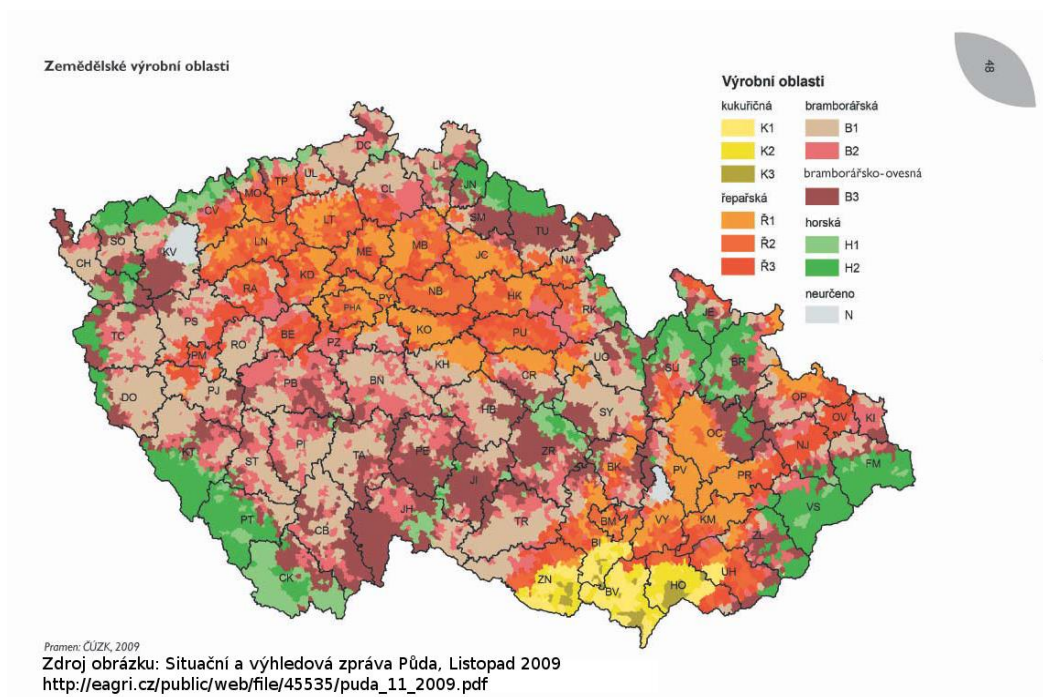 Zemědělské výrobní oblasti
48
Výrobní oblasti
kukuřičná
K1
K2
K3
řepařská
Ř1
Ř2
Ř3
bramborářská
B1
B2
bramborářsko-ovesná
B3
horská
H1
H2
neurčeno
N
DC
LI
UL
TP
MO
CL
JN
CV
LT
SM
TU
SO
KV
LN
ME
MB
JC
NA
CH
KD
RA
NB
HK
RK
PY
PHA
JE
PS
TC
BE
KO
PU
BR
RO
PM
PZ
UO
SU
KH
CR
PJ
PB
BN
OP
DO
HB
SY
OV
KI
OC
PI
NJ
KT
ST
TA
PE
ZR
BK
FM
JI
PV
PR
JH
VS
PT
TR
BM
VY
KM
CB
BI
ZL
UH
CK
ZN
HO
BV
Pramen: ČÚZK, 2009
Zdroj obrázku: Situační a výhledová zpráva Půda, Listopad 2009
http://eagri.cz/public/web/file/45535/puda_11_2009.pdf